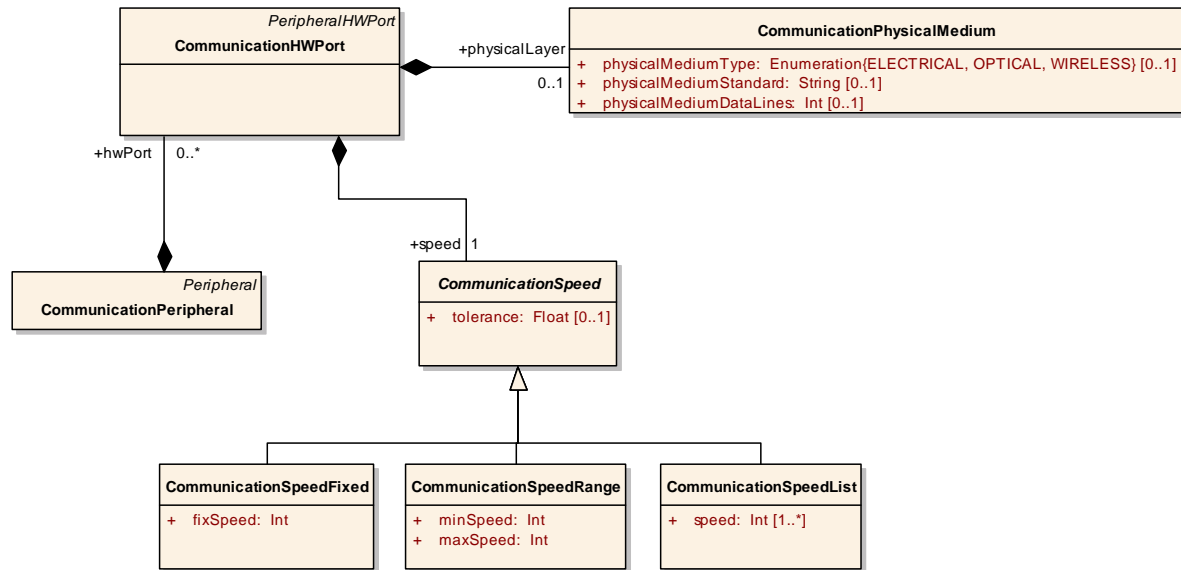 PeripheralHWPort
CommunicationHWPort
+physicalLayer
0..1
CommunicationPhysicalMedium
+ physicalMediumType: Enumeration{ELECTRICAL, OPTICAL, WIRELESS} [0..1]
+ physicalMediumStandard: String [0..1]
+ physicalMediumDataLines: Int [0..1]
+hwPort 0..*
Peripheral
CommunicationPeripheral
+speed 1
CommunicationSpeed
+ tolerance: Float [0..1]
CommunicationSpeedFixed
+ fixSpeed: Int
CommunicationSpeedRange
+ minSpeed: Int
+ maxSpeed: Int
CommunicationSpeedList
+ speed: Int [1..*]